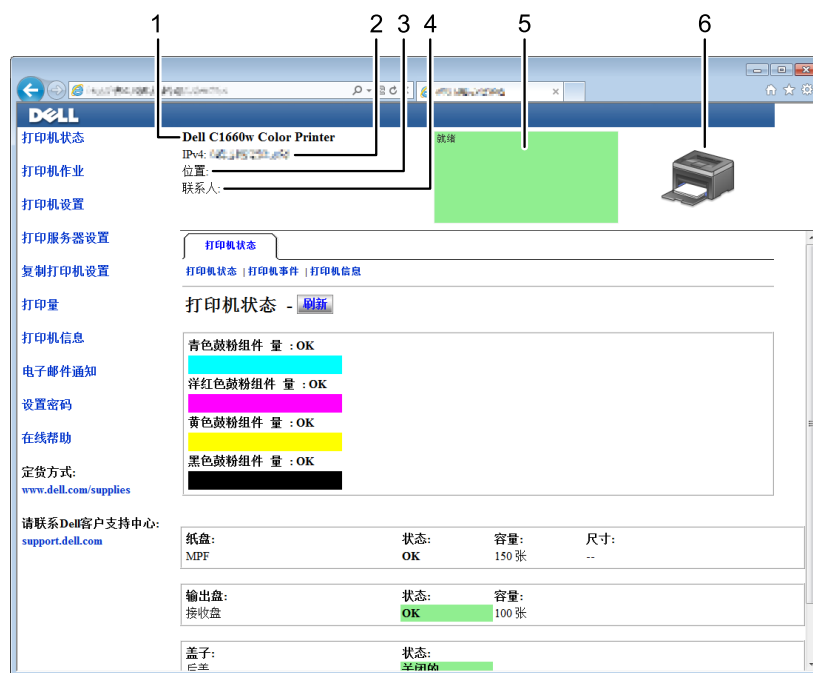 1 2 3 4 5 6
DELL
打印机状态
打印机作业
打印机设置
打印服务器设置
复制打印机设置
打印量
打印机信息
电子邮件通知
设置密码
在线帮助
定货方式:
www.dell.com/supplies
请联系Dell客户支持中心:
support.dell.com
Dell C1660w Color Printer
IPv4:
位置:
联系人:
就绪
打印机状态
打印机状态 | 打印机事件 | 打印机信息
打印机状态 - 刷新
青色鼓粉组件 量 : OK
洋红色鼓粉组件 量 : OK
黄色鼓粉组件 量 : OK
黑色鼓粉组件 量 : OK
纸盘: 状态: 容量: 尺寸:
MPF OK 150 张 --
输出盘: 状态: 容量:
接收盘 OK 100 张
盖子: 状态:
后盖 关闭的